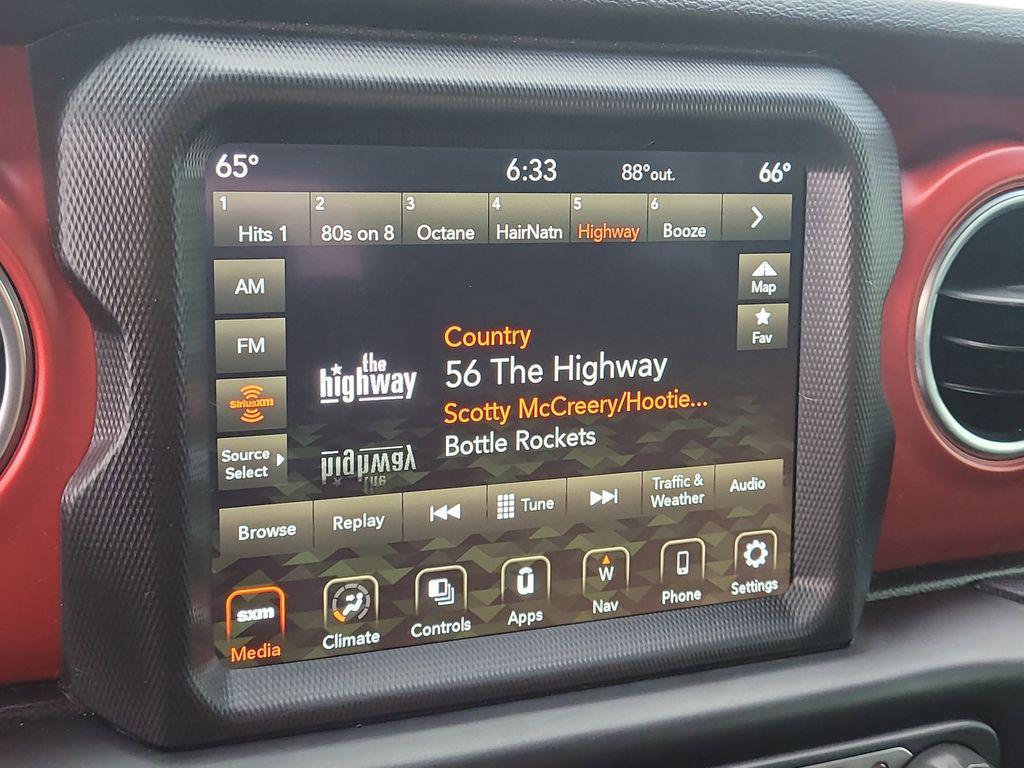 65° 6:33 88°out. 66°
1 2 3 4 5 6
Hits 1 80s on 8 Octane HairNatn Highway Booze
AM
Map
FM
Fav
Country
the
highway
56 The Highway
siriusxm
Scotty McCreery/Hootie...
Bottle Rockets
Source
Select
the
highway
Browse Replay Tune Traffic & Audio
Weather
sxm
Media
Climate
Controls
u
Apps
W
Nav
Phone
Settings